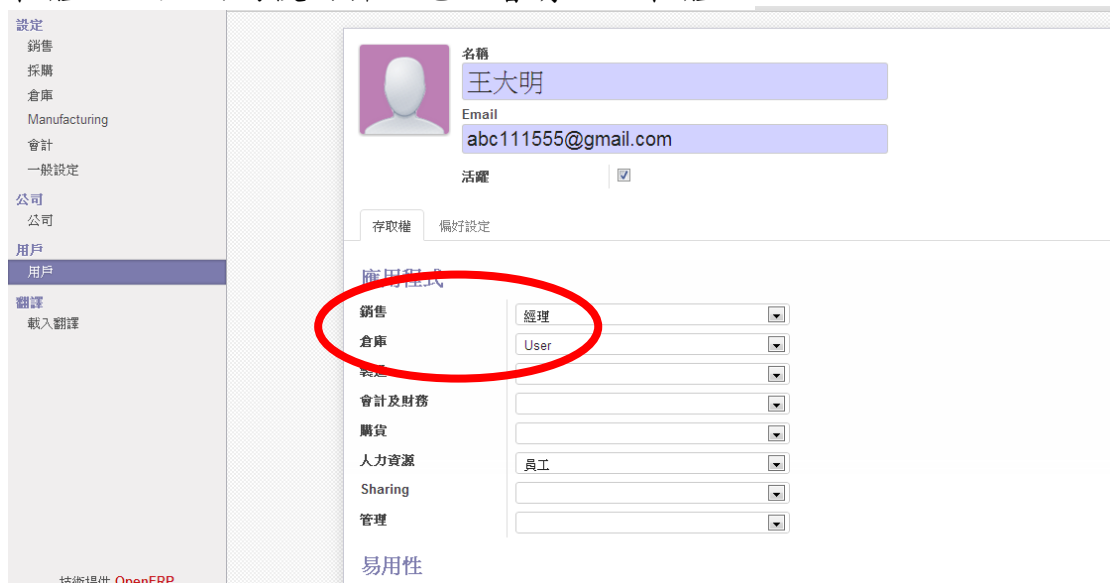 設定
銷售
採購
倉庫
Manufacturing
會計
一般設定
公司
公司
用戶
用戶
翻譯
載入翻譯
技術提供 OpenERP
名稱
王大明
Email
abc111555@gmail.com
活躍
存取權 偏好設定
應用程式
銷售 經理
倉庫 User
製造
會計及財務
購貨
人力資源 員工
Sharing
管理
易用性